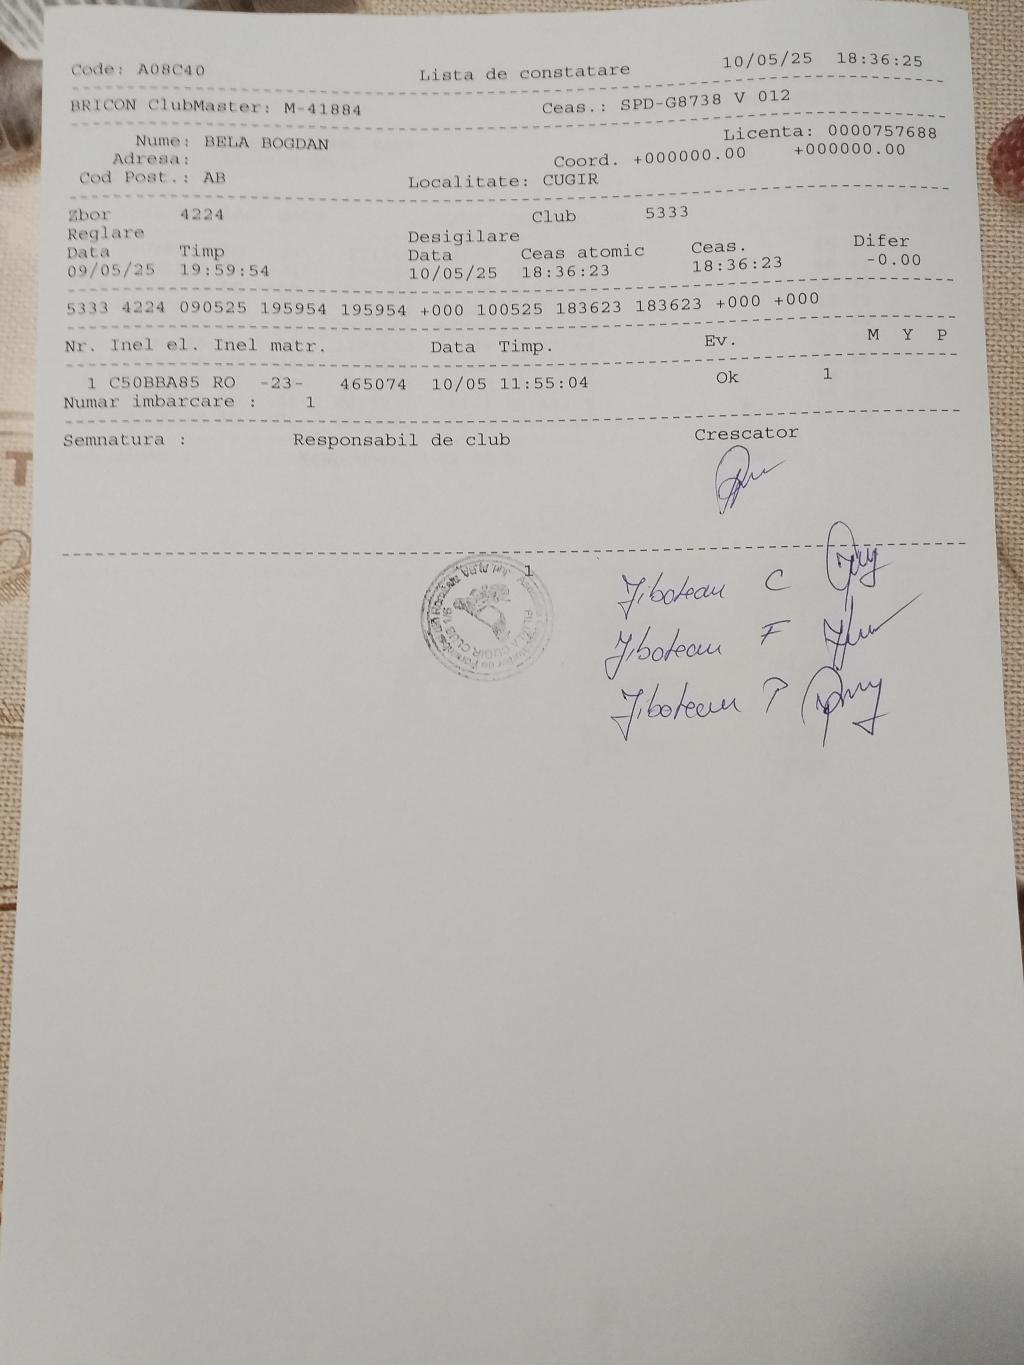 Code: A08C40 Lista de constatare 10/05/25 18:36:25
BRICON ClubMaster: M-41884 Ceas.: SPD-G8738 V 012
Nume: BELA BOGDAN Licenta: 0000757688
Adresa: Coord. +000000.00 +000000.00
Cod Post.: AB Localitate: CUGIR
Zbor 4224 Club 5333
Reglare Desigilare
Data Timp Data Ceas atomic Ceas. Difer
09/05/25 19:59:54 10/05/25 18:36:23 18:36:23 -0.00
5333 4224 090525 195954 195954 +000 100525 183623 183623 +000 +000
Nr. Inel el. Inel matr. Data Timp. Ev. M Y P
1 C50BBA85 RO -23- 465074 10/05 11:55:04 Ok 1
Numar imbarcare : 1
Semnatura : Responsabil de club Crescator
1
Jiboteau C
Jiboteau F
Jiboteau P
FILIALA CUGIR CLUB